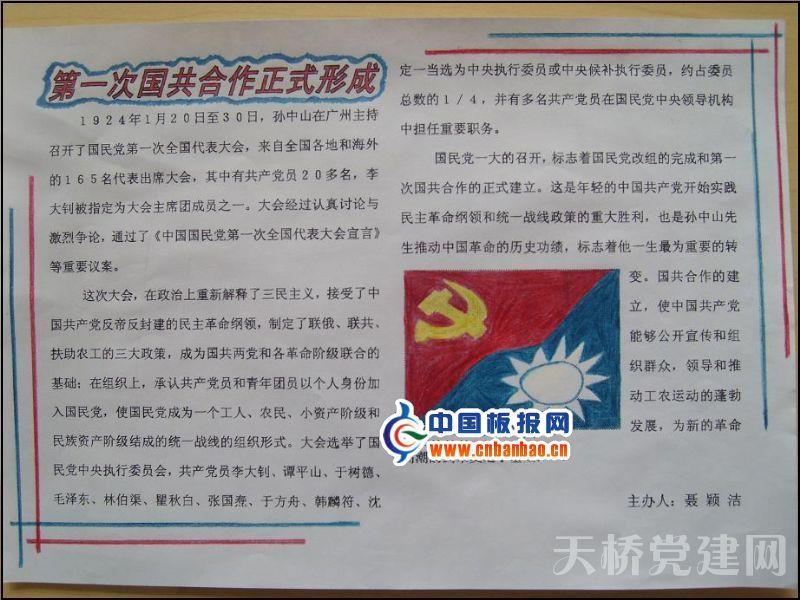 第一次国共合作正式形成
1924年1月20日至30日，孙中山在广州主持
召开了国民党第一次全国代表大会，来自全国各地和海外
的165名代表出席大会，其中有共产党员20多名，李
大钊被指定为大会主席团成员之一。大会经过认真讨论与
激烈争论，通过了《中国国民党第一次全国代表大会宣言》
等重要议案。
这次大会，在政治上重新解释了三民主义，接受了中
国共产党反帝反封建的民主革命纲领，制定了联俄、联共、
扶助农工的三大政策，成为国共两党和各革命阶级联合的
基础；在组织上，承认共产党员和青年团员以个人身份加
入国民党，使国民党成为一个工人、农民、小资产阶级和
民族资产阶级结成的统一战线的组织形式。大会选举了国
民党中央执行委员会，共产党员李大钊、谭平山、于树德、
毛泽东、林伯渠、瞿秋白、张国焘、于方舟、韩麟符、沈
定一当选为中央执行委员或中央候补执行委员，约占委员
总数的1/4，并有多名共产党员在国民党中央领导机构
中担任重要职务。
国民党一大的召开，标志着国民党改组的完成和第一
次国共合作的正式建立。这是年轻的中国共产党开始实践
民主革命纲领和统一战线政策的重大胜利，也是孙中山先
生推动中国革命的历史功绩，标志着他一生最为重要的转
变。国共合作的建
立，使中国共产党
能够公开宣传和组
织群众，领导和推
动工农运动的蓬勃
发展，为新的革命
主办人：聂颖洁
中国板报网
www.cnbanbao.cn
天桥党建网